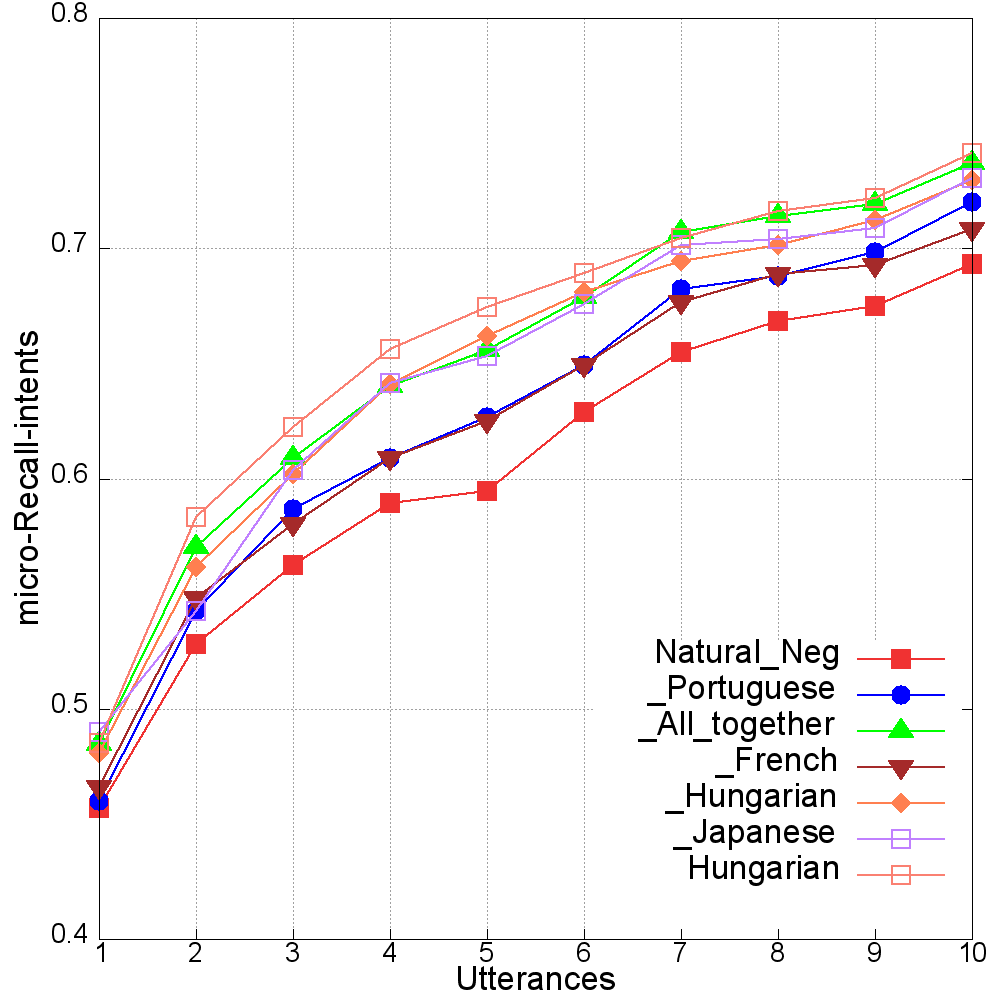 0.8
0.7
0.6
0.5
0.4
micro-Recall-intents
Natural_Neg
_Portuguese
_All_together
_French
_Hungarian
_Japanese
Hungarian
1 2 3 4 5 6 7 8 9 10
Utterances